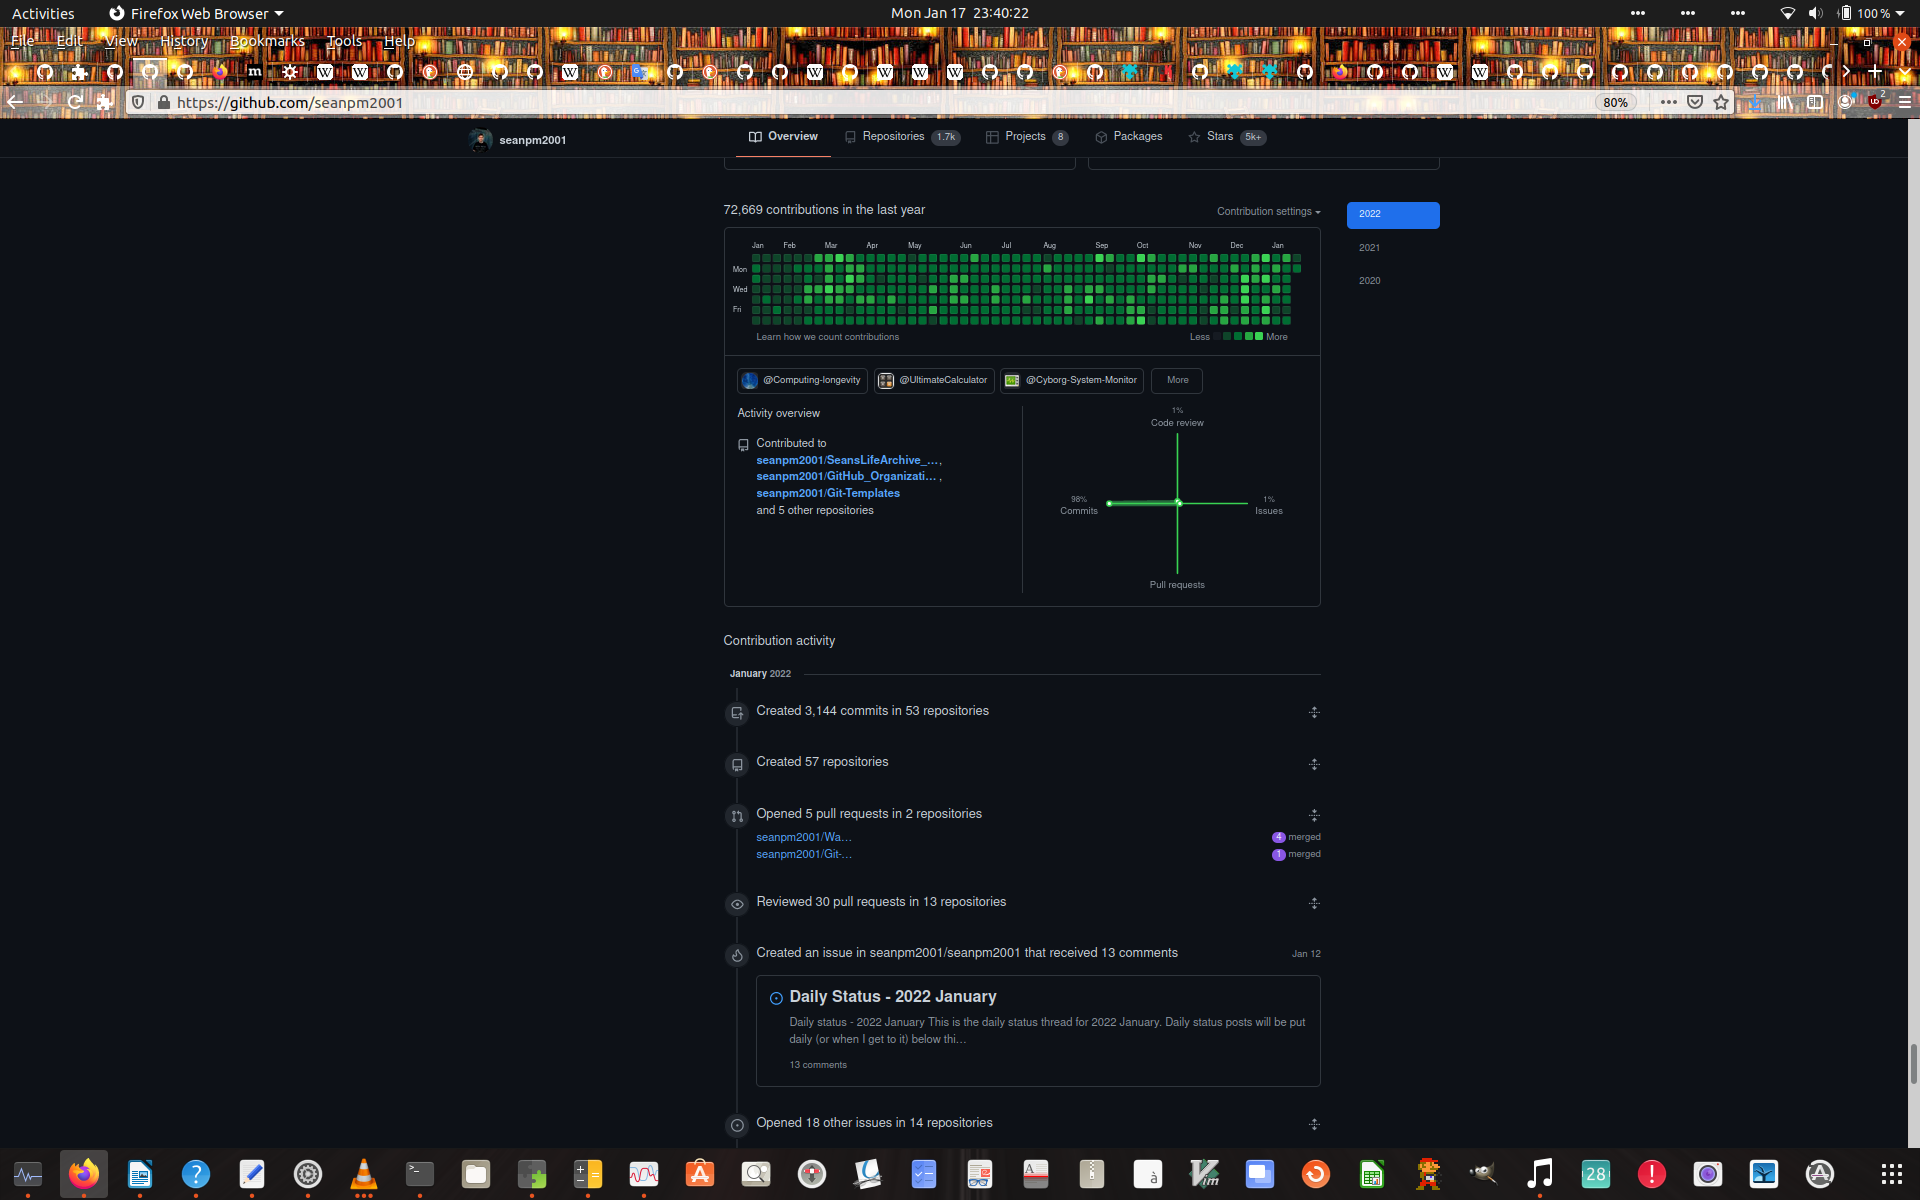 Activities
Firefox Web Browser
Mon Jan 17 23:40:22
100 %
File Edit View History Bookmarks Tools Help
https://github.com/seanpm2001
80%
2
seanpm2001
Overview
Repositories 1.7k
Projects 8
Packages
Stars 5k+
72,669 contributions in the last year
Contribution settings
2022
2021
2020
Jan Feb Mar Apr May Jun Jul Aug Sep Oct Nov Dec Jan
Mon
Wed
Fri
Learn how we count contributions
Less More
@Computing-longevity
@UltimateCalculator
@Cyborg-System-Monitor
More
Activity overview
Contributed to
seanpm2001/SeansLifeArchive_…,
seanpm2001/GitHub_Organizati… ,
seanpm2001/Git-Templates
and 5 other repositories
1%
Code review
98%
Commits
1%
Issues
Pull requests
Contribution activity
January 2022
Created 3,144 commits in 53 repositories
Created 57 repositories
Opened 5 pull requests in 2 repositories
seanpm2001/Wa…
4 merged
seanpm2001/Git-…
1 merged
Reviewed 30 pull requests in 13 repositories
Created an issue in seanpm2001/seanpm2001 that received 13 comments
Jan 12
Daily Status - 2022 January
Daily status - 2022 January This is the daily status thread for 2022 January. Daily status posts will be put
daily (or when I get to it) below thi…
13 comments
Opened 18 other issues in 14 repositories
28